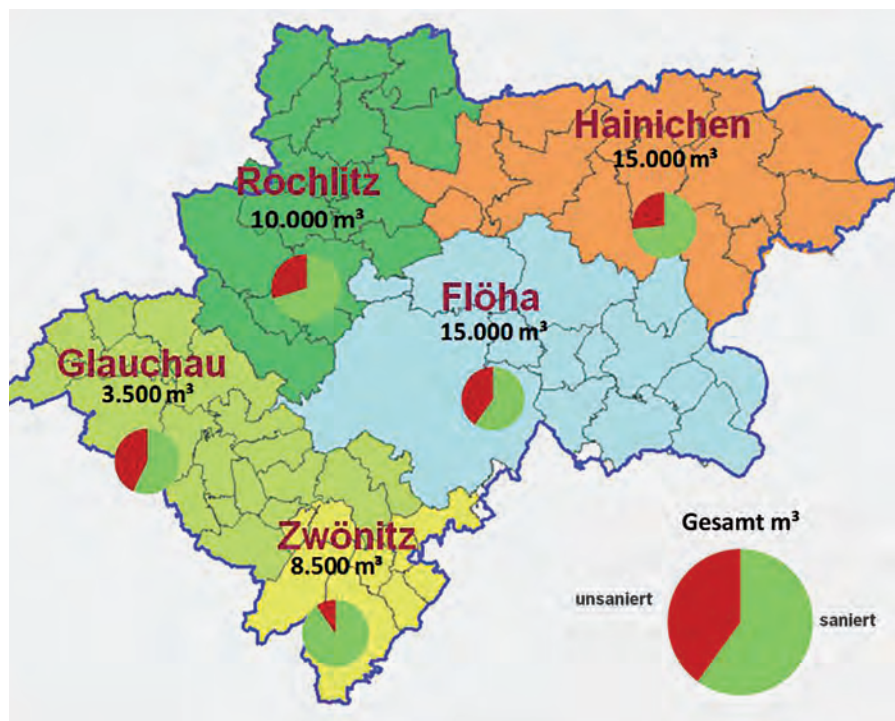 Hainichen
15.000 m³
Rochlitz
10.000 m³
Flöha
15.000 m³
Glauchau
3.500 m³
Zwönitz
8.500 m³
Gesamt m³
unsaniert
saniert